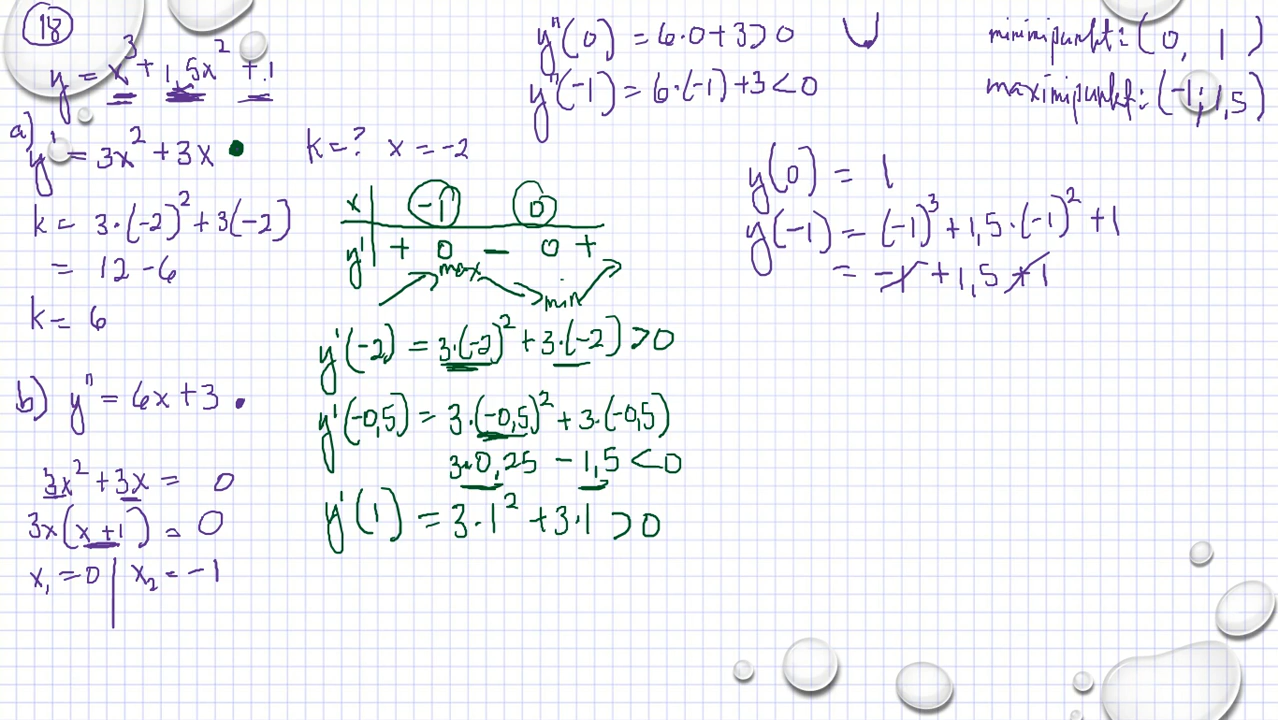 18
y = x³ + 1,5x² + 1
a) y' = 3x² + 3x
k = 3·(-2)² + 3(-2)
= 12 - 6
k = 6
b) y" = 6x + 3
3x² + 3x = 0
3x(x+1) = 0
x₁ = 0 | x₂ = -1
k = ? x = -2
x | -1 0
y' | + 0 - 0 +
max min
y'(-2) = 3·(-2)² + 3·(-2) > 0
y'(-0,5) = 3·(-0,5)² + 3·(-0,5)
3·0,25 - 1,5 < 0
y'(1) = 3·1² + 3·1 > 0
y"(0) = 6·0 + 3 > 0
y"(-1) = 6·(-1) + 3 < 0
minimipunkt: (0, 1)
maximipunkt: (-1; 1,5)
y(0) = 1
y(-1) = (-1)³ + 1,5·(-1)² + 1
= -1 + 1,5 + 1